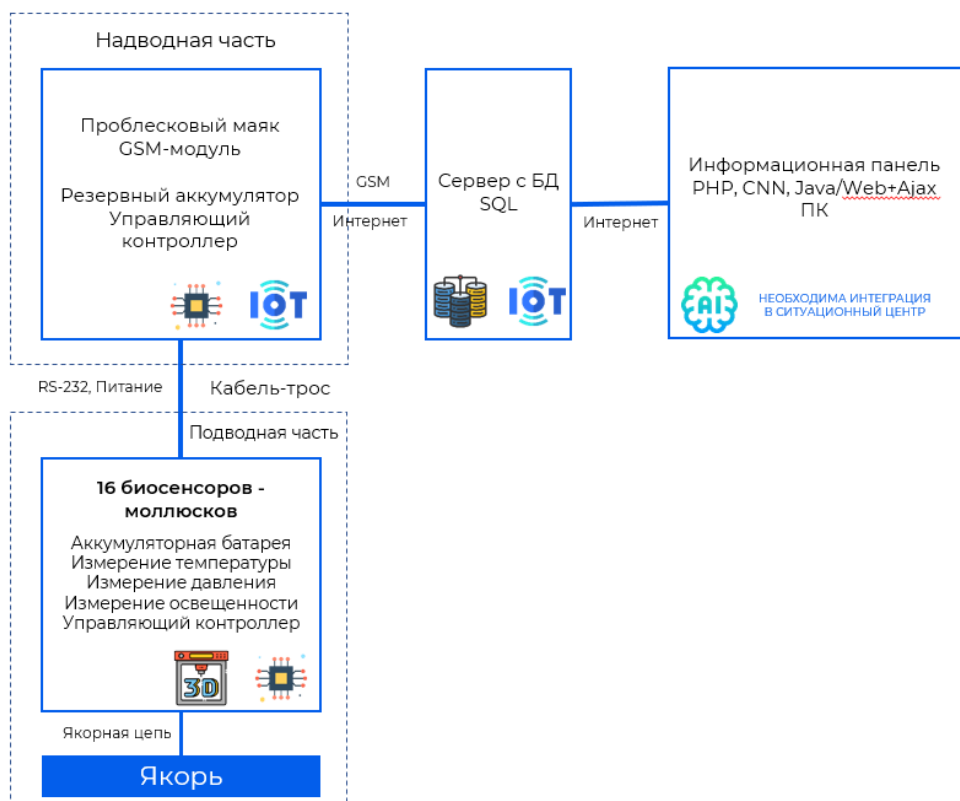 Надводная часть
Проблесковый маяк
GSM-модуль
Резервный аккумулятор
Управляющий
контроллер
IOT
GSM
Интернет
Сервер с БД
SQL
IOT
Интернет
Информационная панель
PHP, CNN, Java/Web+Ajax
ПК
AI
НЕОБХОДИМА ИНТЕГРАЦИЯ
В СИТУАЦИОННЫЙ ЦЕНТР
RS-232, Питание
Кабель-трос
Подводная часть
16 биосенсоров -
моллюсков
Аккумуляторная батарея
Измерение температуры
Измерение давления
Измерение освещенности
Управляющий контроллер
3D
Якорная цепь
Якорь